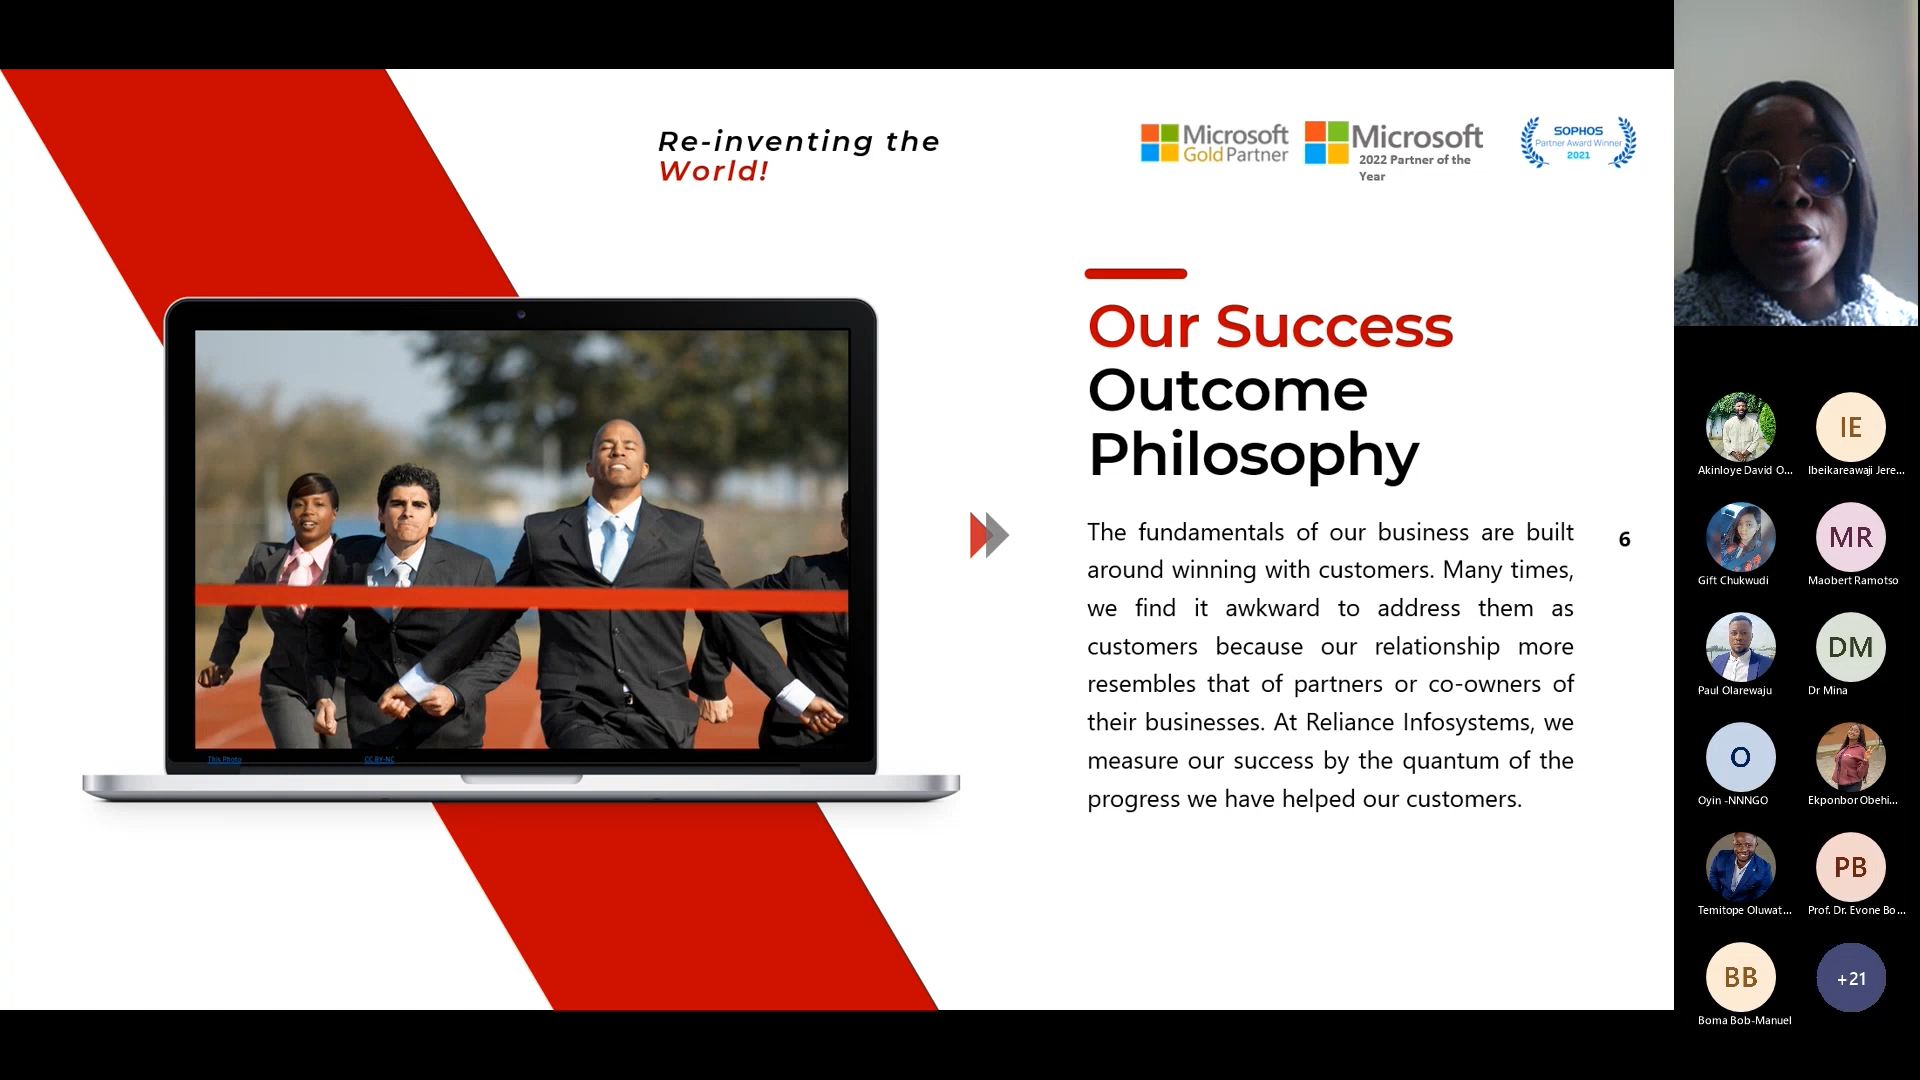 Re-inventing the
World!
Microsoft
Gold Partner
Microsoft
2022 Partner of the
Year
SOPHOS
Partner Award Winner
2021
Our Success
Outcome
Philosophy
The fundamentals of our business are built
around winning with customers. Many times,
we find it awkward to address them as
customers because our relationship more
resembles that of partners or co-owners of
their businesses. At Reliance Infosystems, we
measure our success by the quantum of the
progress we have helped our customers.
6
This Photo
CC BY-NC
Akinloye David O...
IE
Ibeikareawaji Jere...
Gift Chukwudi
MR
Maobert Ramotso
Paul Olarewaju
DM
Dr Mina
O
Oyin -NNNGO
Ekponbor Obehi...
Temitope Oluwat...
PB
Prof. Dr. Evone Bo...
BB
Boma Bob-Manuel
+21